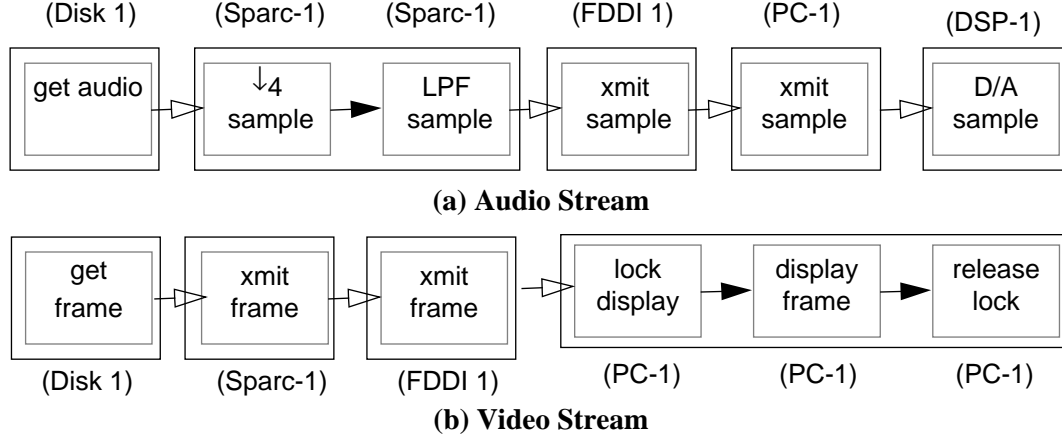 (Disk 1) (Sparc-1) (Sparc-1) (FDDI 1) (PC-1) (DSP-1)
get audio ↓4 LPF xmit xmit D/A
sample sample sample sample sample
(a) Audio Stream
get xmit xmit lock display release
frame frame frame display frame lock
(Disk 1) (Sparc-1) (FDDI 1) (PC-1) (PC-1) (PC-1)
(b) Video Stream